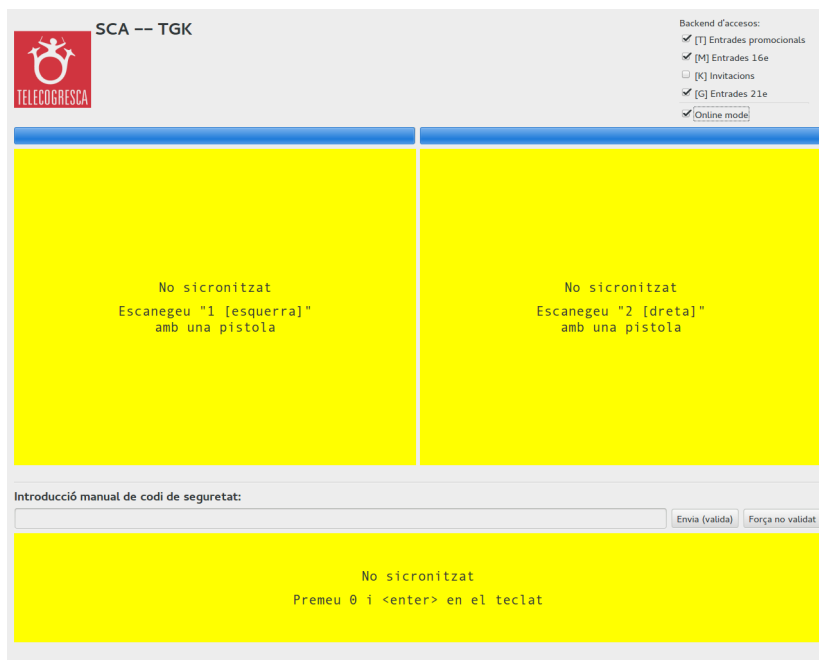 SCA -- TGK
TELECOGRESCA
Backend d'accesos:
[T] Entrades promocionals
[M] Entrades 16e
[K] Invitacions
[G] Entrades 21e
Online mode
No sicronitzat
Escanegeu "1 [esquerra]"
amb una pistola
No sicronitzat
Escanegeu "2 [dreta]"
amb una pistola
Introducció manual de codi de seguretat:
Envia (valida)
Força no validat
No sicronitzat
Premeu 0 i <enter> en el teclat